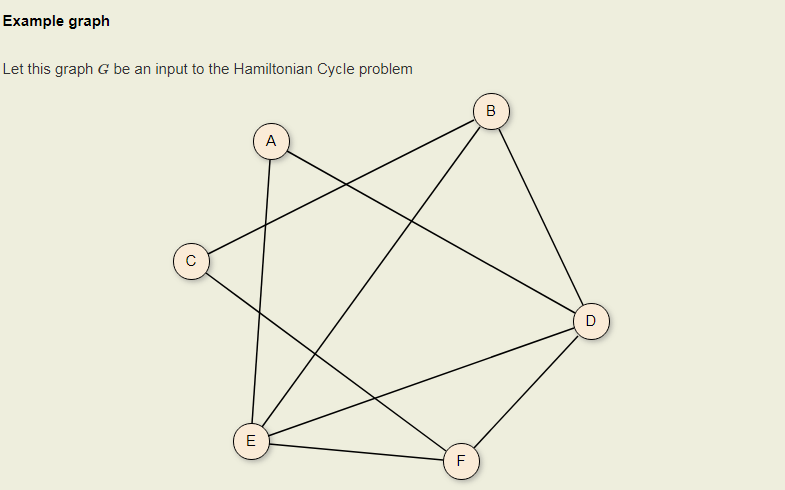 Example graph
Let this graph G be an input to the Hamiltonian Cycle problem
B
A
C
D
E
F